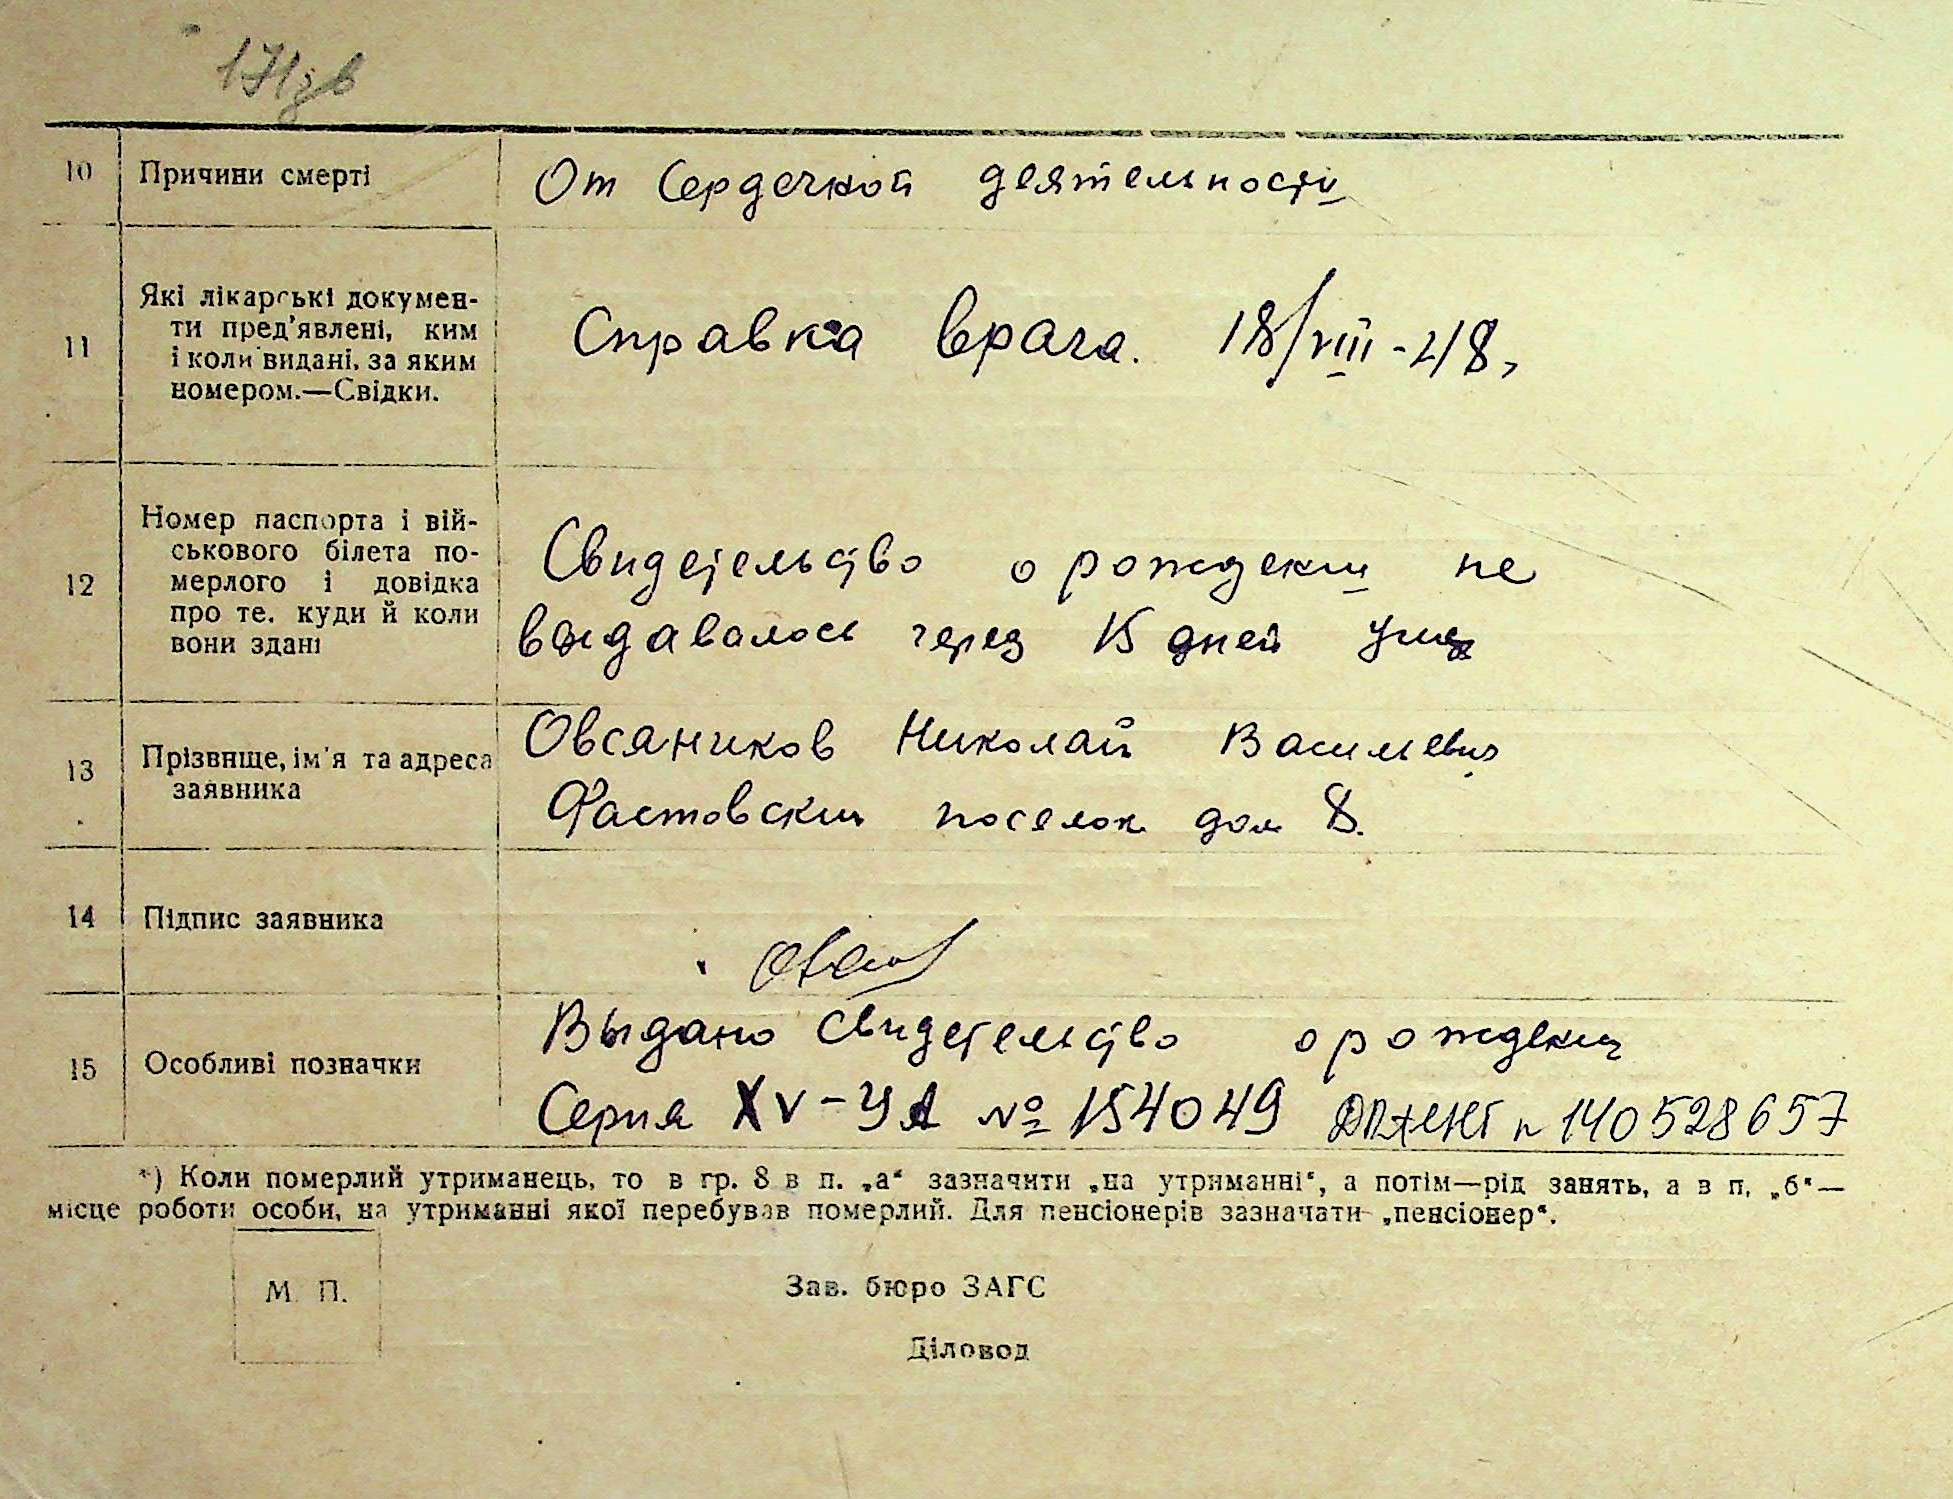 171зв
10 Причини смерті От Сердечной деятельности
11 Які лікарські докумен-
ти пред'явлені, ким
і коли видані, за яким
номером.—Свідки.
Справка врача. 18/VIII-48,
12 Номер паспорта і вій-
ськового білета по-
мерлого і довідка
про те, куди й коли
вони здані
Свидетельство о рождении не
выдавалось через 15 дней
13 Прізвище, ім'я та адреса
заявника
Овсяников Николай Васильевич
Фастовский поселок дом 8.
14 Підпис заявника
15 Особливі позначки
Выдано свидетельство о рождении
Серия XV-УА № 154049 140528657
*) Коли померлий утриманець, то в гр. 8 в п. „а“ зазначити „на утриманні“, а потім—рід занять, а в п. „б“—
місце роботи особи, на утриманні якої перебував померлий. Для пенсіонерів зазначати „пенсіонер“.
М. П.
Зав. бюро ЗАГС
Діловод